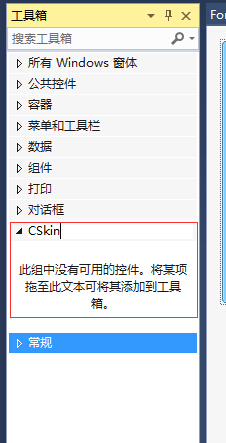 工具箱
For
搜索工具箱
所有 Windows 窗体
公共控件
容器
菜单和工具栏
数据
组件
打印
对话框
CSkin
此组中没有可用的控件。将某项
拖至此文本可将其添加到工具
箱。
常规